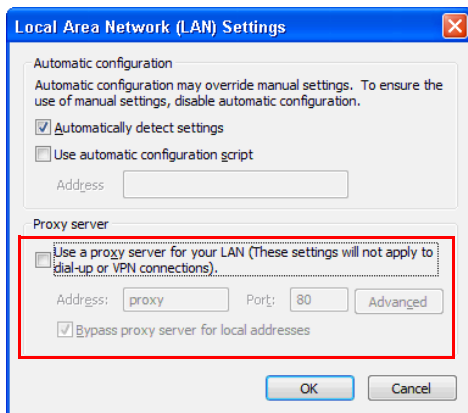 Local Area Network (LAN) Settings
Automatic configuration
Automatic configuration may override manual settings. To ensure the
use of manual settings, disable automatic configuration.
Automatically detect settings
Use automatic configuration script
Address
Proxy server
Use a proxy server for your LAN (These settings will not apply to
dial-up or VPN connections).
Address: proxy Port: 80 Advanced
Bypass proxy server for local addresses
OK Cancel